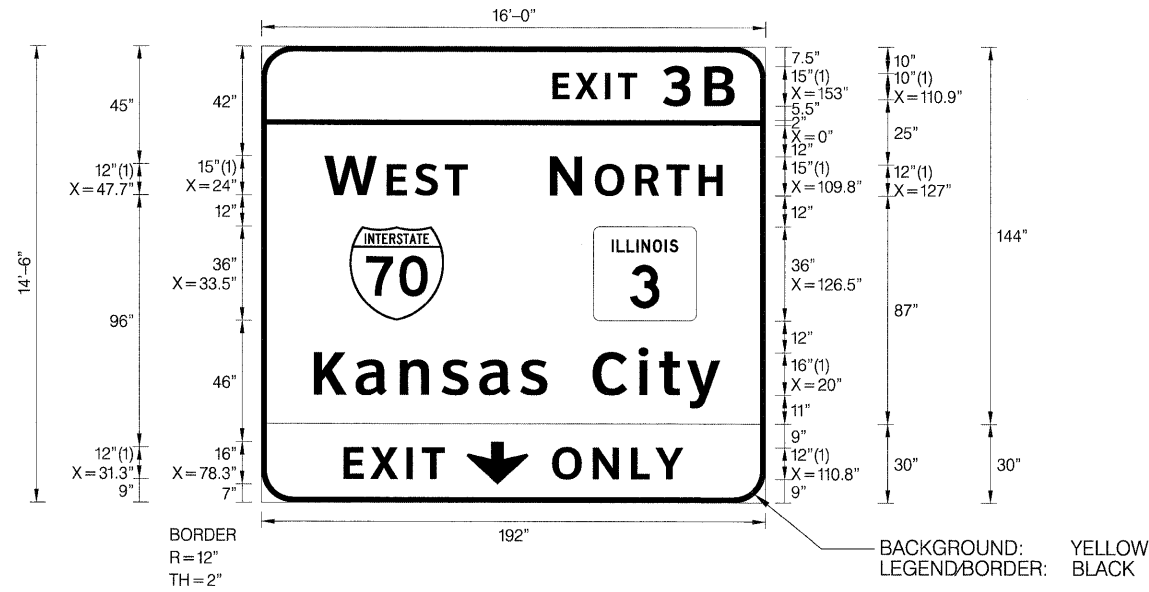 16'–0"
45"
12"(1)
X=47.7"
96"
12"(1)
X=31.3"
9"
14'–6"
42"
15"(1)
X=24"
12"
36"
X=33.5"
46"
16"
X=78.3"
7"
EXIT 3B
WEST NORTH
INTERSTATE
70
ILLINOIS
3
Kansas City
EXIT ONLY
7.5"
15"(1)
X=153"
5.5"
2"
X=0"
12"
15"(1)
X=109.8"
12"
36"
X=126.5"
12"
16"(1)
X=20"
11"
9"
12"(1)
X=110.8"
9"
10"
10"(1)
X=110.9"
25"
12"(1)
X=127"
87"
30"
144"
30"
192"
BORDER
R=12"
TH=2"
BACKGROUND: YELLOW
LEGEND/BORDER: BLACK